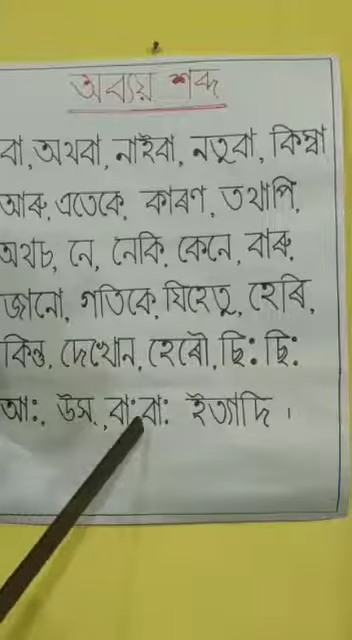 অব্যয় শব্দ
বা, অথবা, নাইবা, নতুবা, কিম্বা
আৰু, এতেকে, কাৰণ, তথাপি,
অথচ, নে, নেকি, কেনে, বাৰু,
জানো, গতিকে, যিহেতু, হেৰি,
কিন্তু, দেখোন, হেৰৌ, ছিঃ ছিঃ
আঃ, উস্, বাঃ বাঃ ইত্যাদি ।